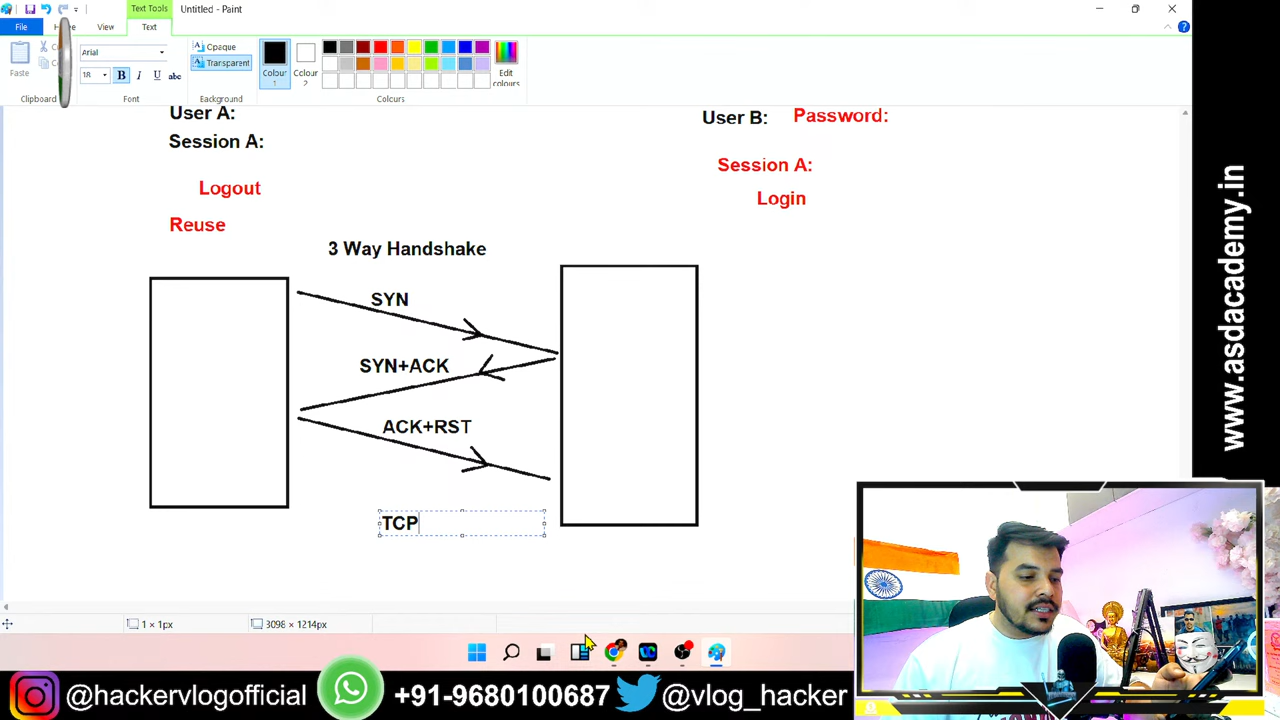 Text Tools
Untitled - Paint
File
View
Text
Paste
Clipboard
Arial
18
B I U abc
Font
Opaque
Transparent
Background
Colour
1
Colour
2
Edit
colours
Colours
User A:
Session A:
Logout
Reuse
User B:
Password:
Session A:
Login
3 Way Handshake
SYN
SYN+ACK
ACK+RST
TCP
1 × 1px
3098 × 1214px
www.asdacademy.in
@hackervlogofficial
+91-9680100687
@vlog_hacker